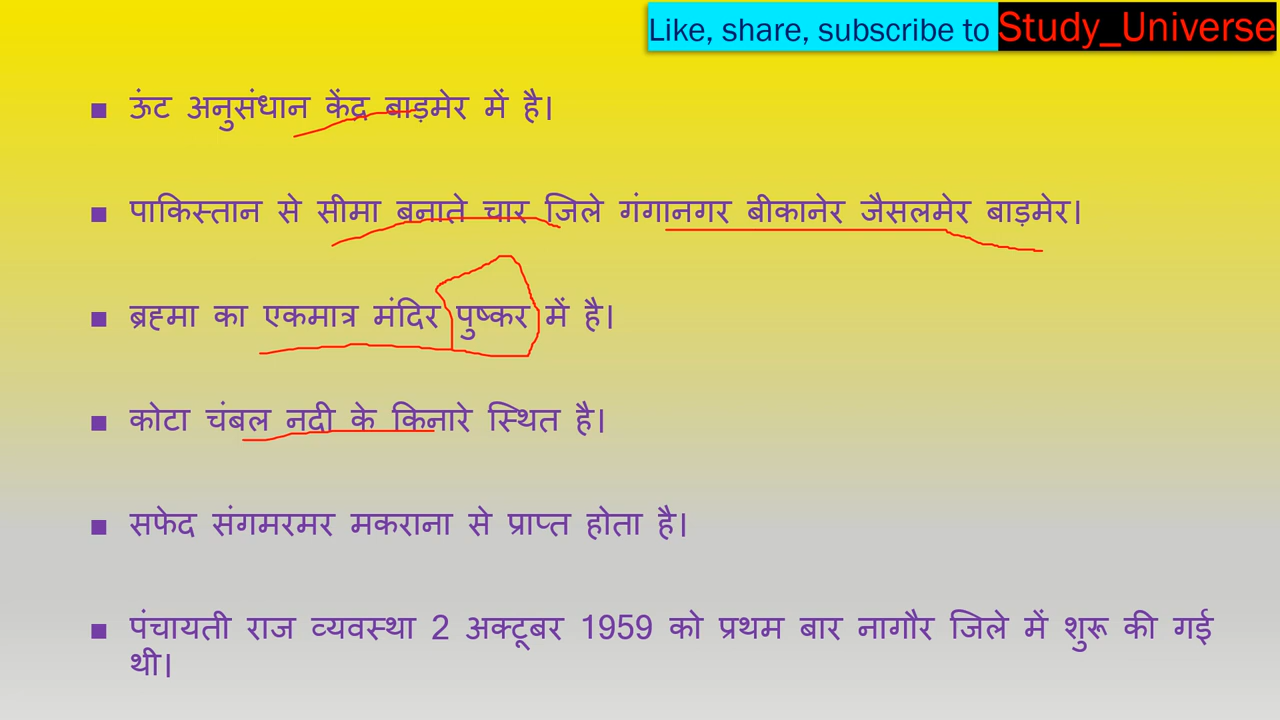 Like, share, subscribe to Study_Universe
▪ ऊंट अनुसंधान केंद्र बाड़मेर में है।
▪ पाकिस्तान से सीमा बनाते चार जिले गंगानगर बीकानेर जैसलमेर बाड़मेर।
▪ ब्रह्मा का एकमात्र मंदिर पुष्कर में है।
▪ कोटा चंबल नदी के किनारे स्थित है।
▪ सफेद संगमरमर मकराना से प्राप्त होता है।
▪ पंचायती राज व्यवस्था 2 अक्टूबर 1959 को प्रथम बार नागौर जिले में शुरू की गई
थी।